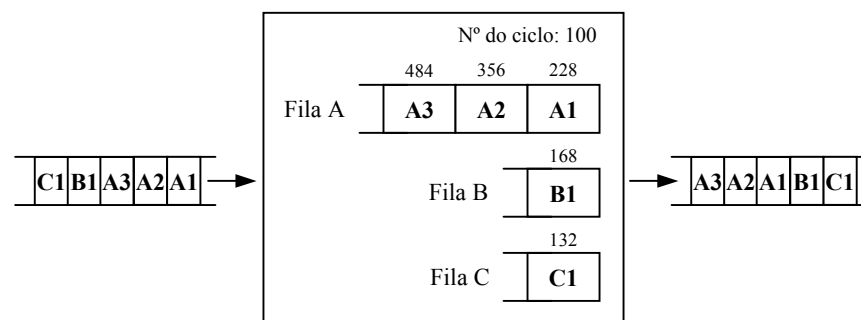 Nº do ciclo: 100
484 356 228
Fila A A3 A2 A1
C1 B1 A3 A2 A1
168
Fila B B1
A3 A2 A1 B1 C1
132
Fila C C1